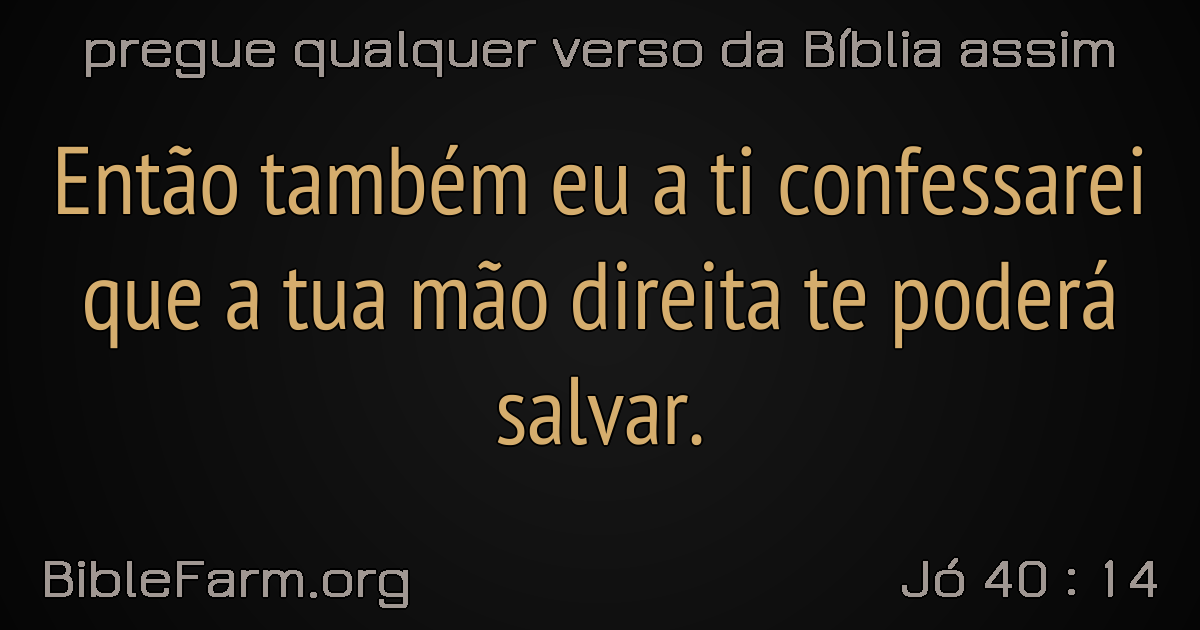 pregue qualquer verso da Bíblia assim
Então também eu a ti confessarei
que a tua mão direita te poderá
salvar.
BibleFarm.org
Jó 40 : 14